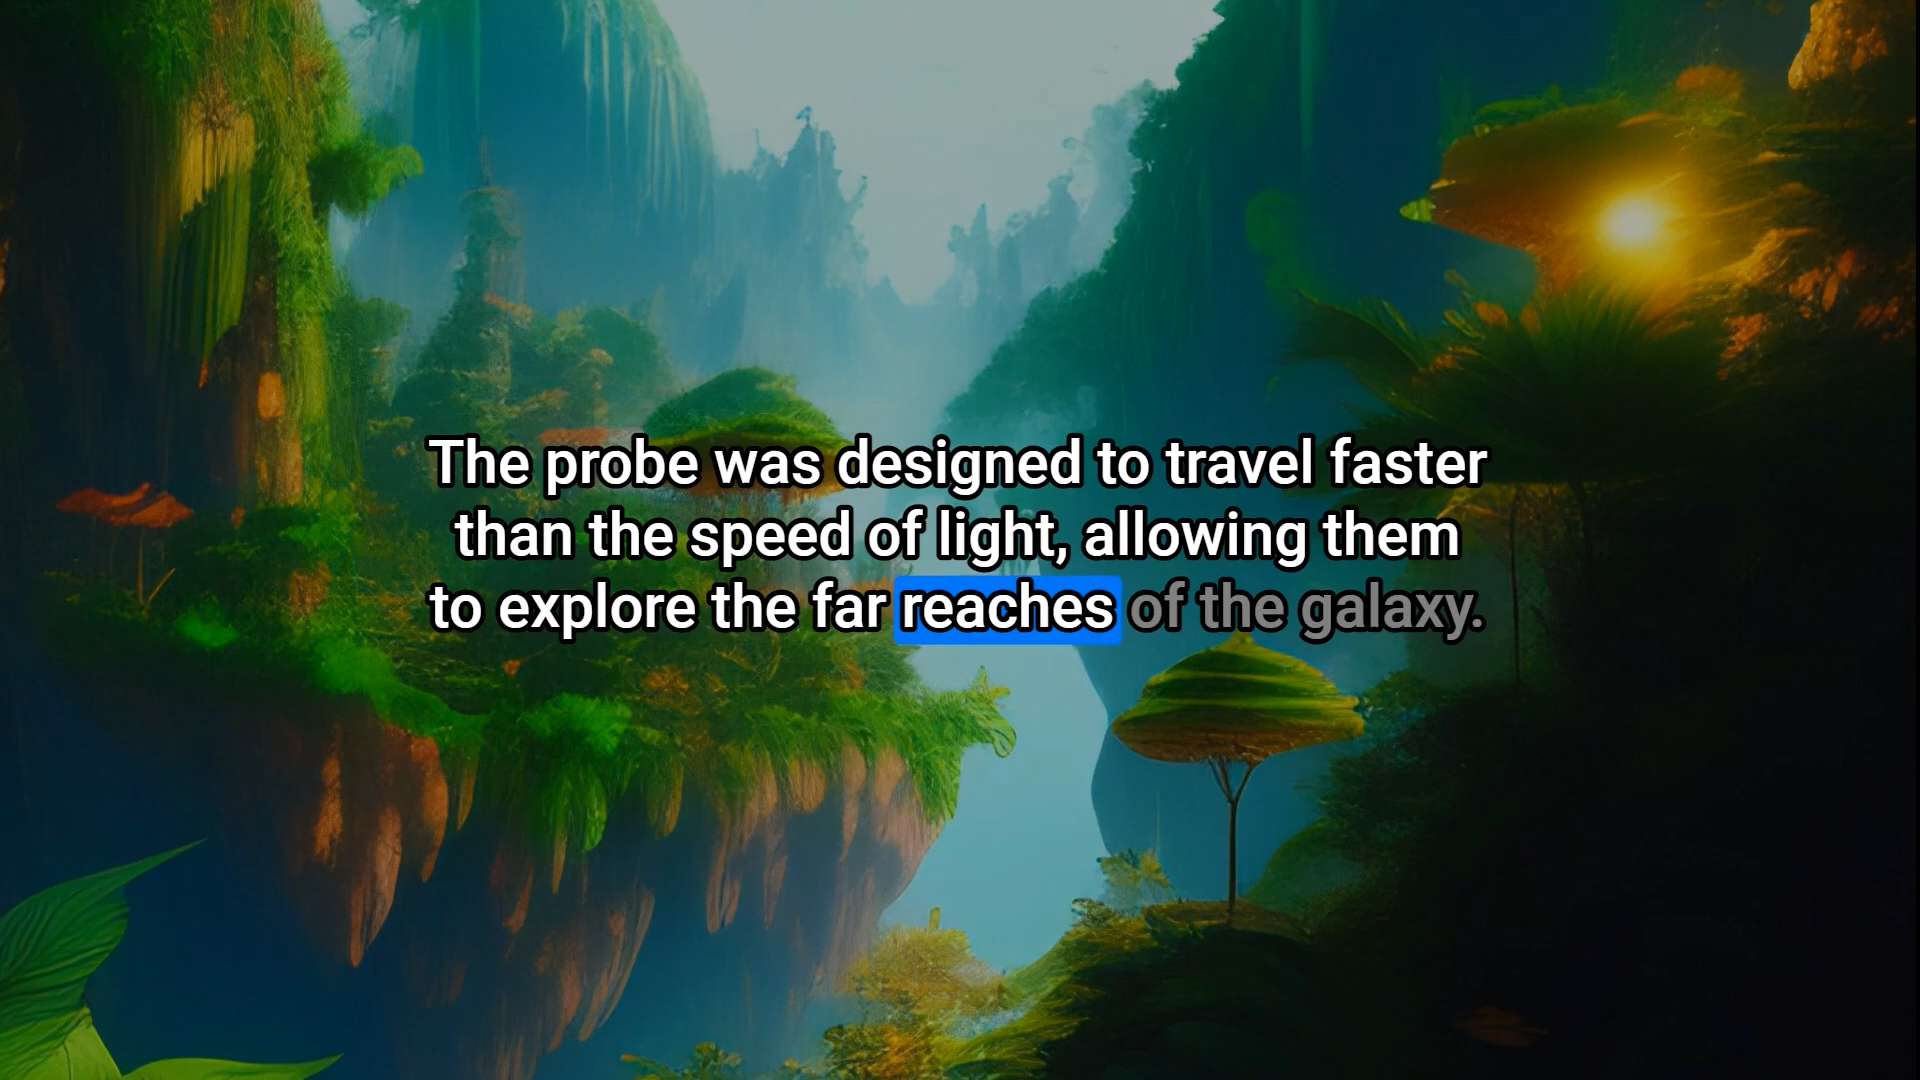 The probe was designed to travel faster
than the speed of light, allowing them
to explore the far reaches of the galaxy.